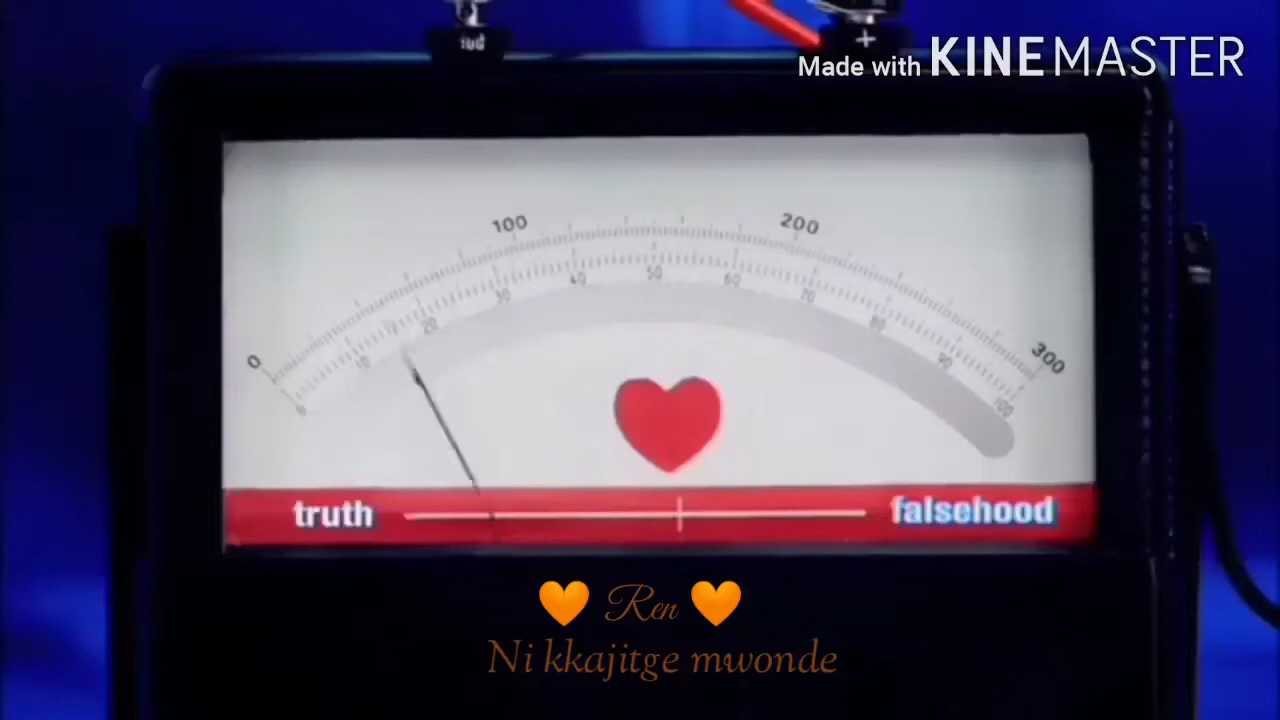 Made with KINEMASTER
100 200
0 300
10 20 30 40 50 60 70 80 90 100
truth falsehood
🧡 Ren 🧡
Ni kkajitge mwonde